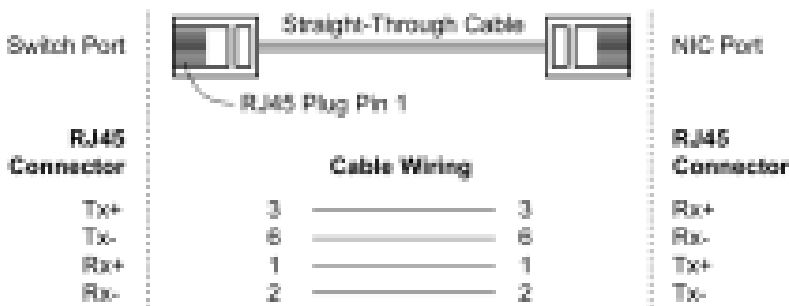 Straight-Through Cable
Switch Port
NIC Port
RJ45 Plug Pin 1
RJ45 Connector
Cable Wiring
RJ45 Connector
Tx+ 3 3 Rx+
Tx- 6 6 Rx-
Rx+ 1 1 Tx+
Rx- 2 2 Tx-